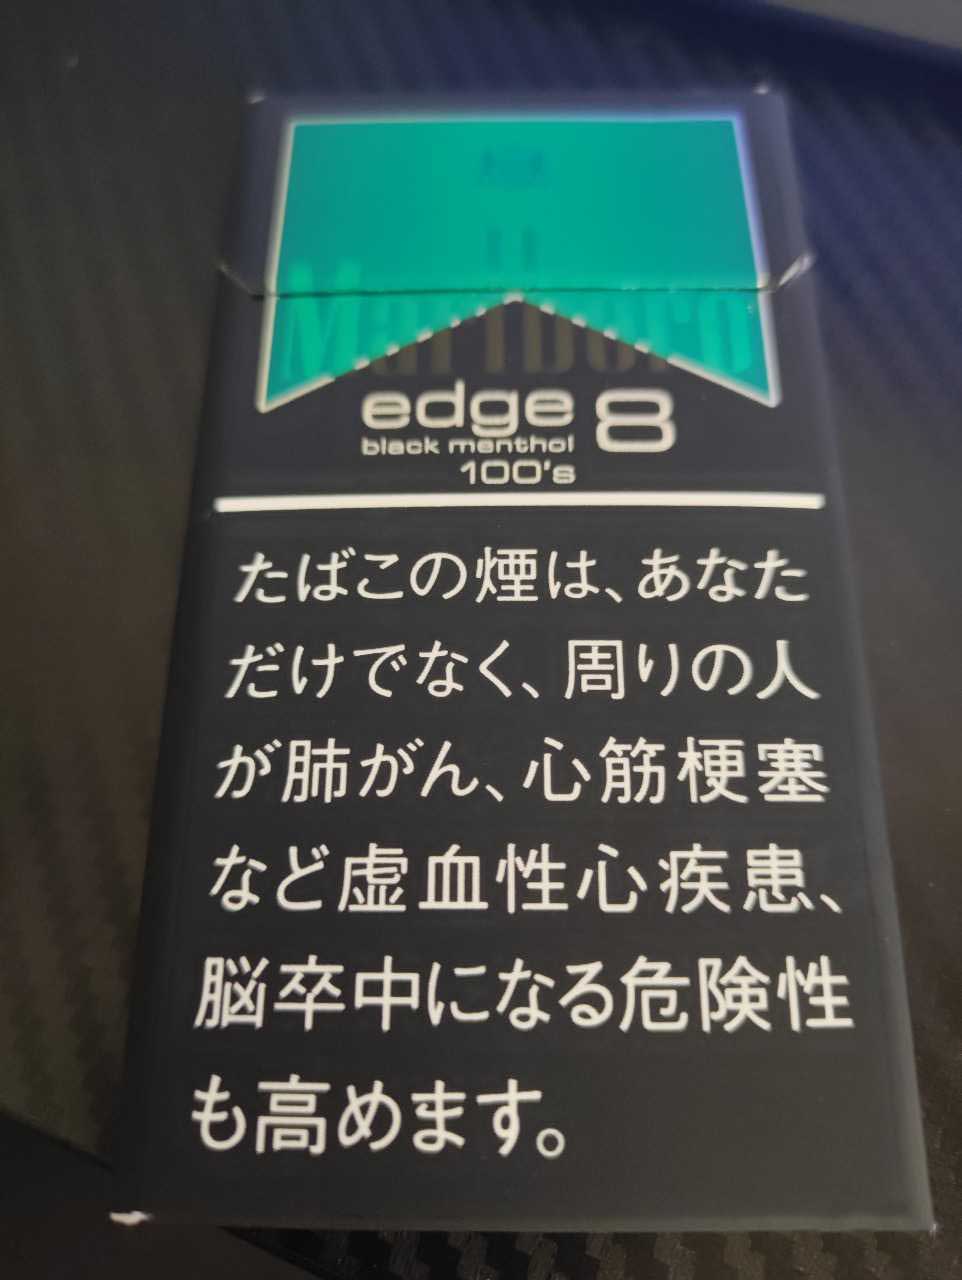 Marlboro
edge 8
black menthol
100's
たばこの煙は、あなた
だけでなく、周りの人
が肺がん、心筋梗塞
など虚血性心疾患、
脳卒中になる危険性
も高めます。